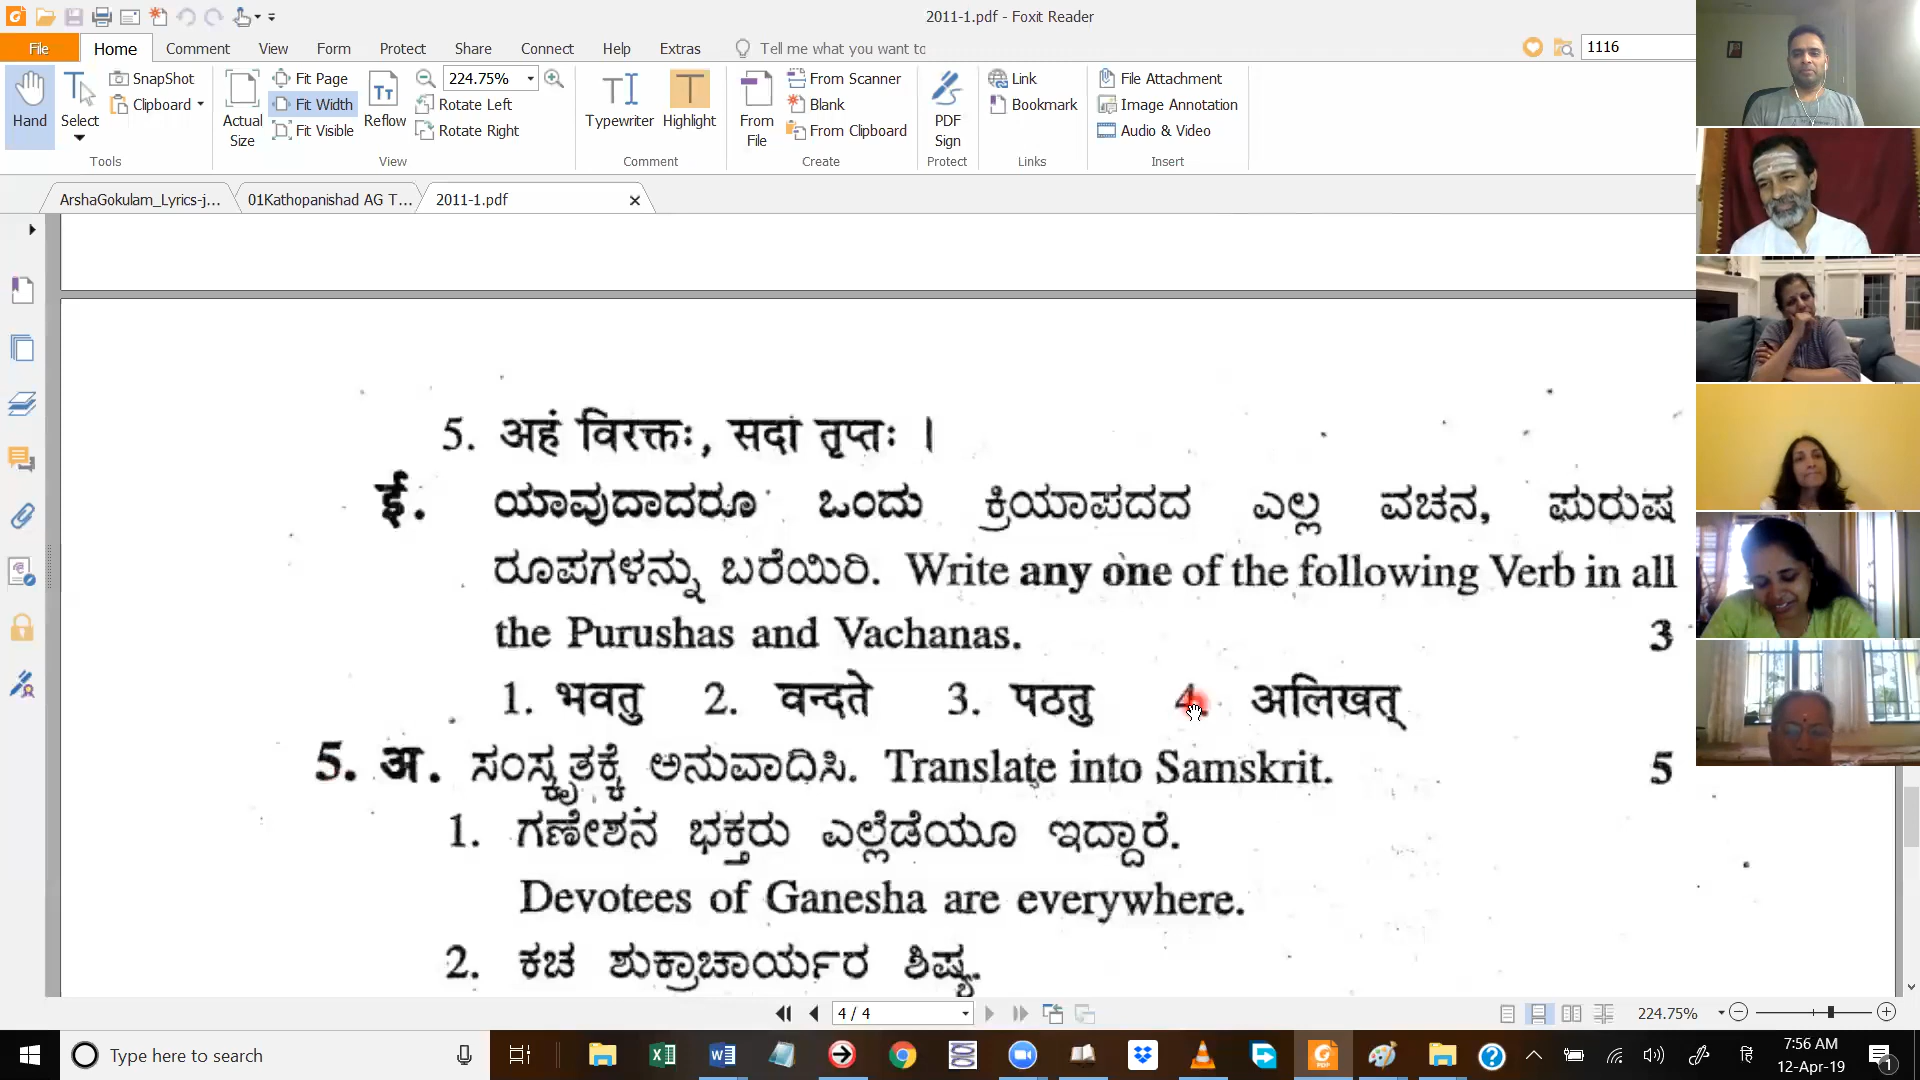 2011-1.pdf - Foxit Reader
File Home Comment View Form Protect Share Connect Help Extras Tell me what you want to 1116
Hand
Select
SnapShot
Clipboard
Tools
Actual Size
Fit Page
Fit Width
Fit Visible
Reflow
224.75%
Rotate Left
Rotate Right
View
Typewriter
Highlight
Comment
From File
From Scanner
Blank
From Clipboard
Create
PDF Sign
Protect
Link
Bookmark
Links
File Attachment
Image Annotation
Audio & Video
Insert
ArshaGokulam_Lyrics-j... 01Kathopanishad AG T... 2011-1.pdf
5. अहं विरक्तः, सदा तृप्तः ।
ई. ಯಾವುದಾದರೂ ಒಂದು ಕ್ರಿಯಾಪದದ ಎಲ್ಲ ವಚನ, ಪುರುಷ
ರೂಪಗಳನ್ನು ಬರೆಯಿರಿ. Write any one of the following Verb in all
the Purushas and Vachanas. 3
1. भवतु 2. वन्दते 3. पठतु 4. अलिखत्
5. अ. ಸಂಸ್ಕೃತಕ್ಕೆ ಅನುವಾದಿಸಿ. Translate into Samskrit. 5
1. ಗಣೇಶನ ಭಕ್ತರು ಎಲ್ಲೆಡೆಯೂ ಇದ್ದಾರೆ.
Devotees of Ganesha are everywhere.
2. ಕಚ ಶುಕ್ರಾಚಾರ್ಯರ ಶಿಷ್ಯ.
4 / 4 224.75%
Type here to search
हि
7:56 AM
12-Apr-19
1